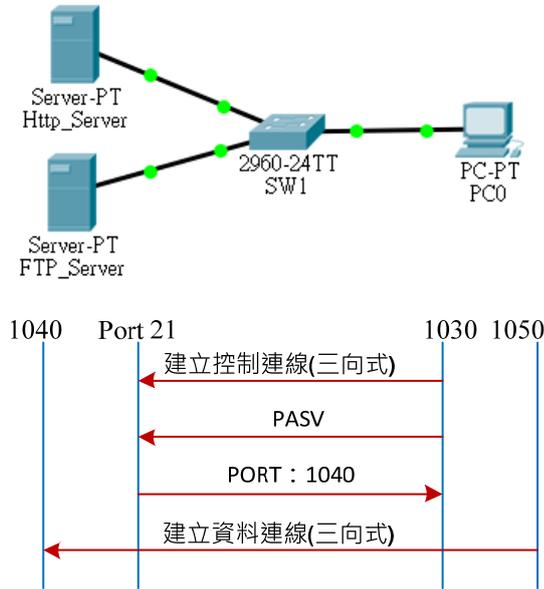 Server-PT
Http_Server
2960-24TT
SW1
PC-PT
PC0
Server-PT
FTP_Server
1040 Port 21 1030 1050
建立控制連線(三向式)
PASV
PORT：1040
建立資料連線(三向式)